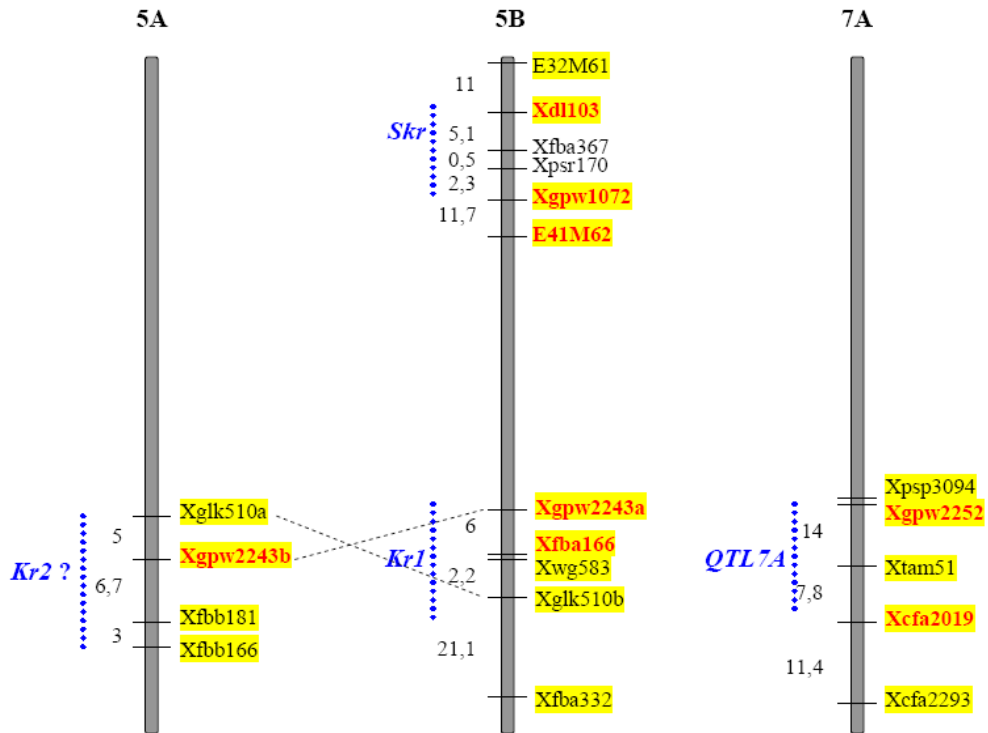 5A
5B
7A
E32M61
11
Xdl103
Skr
5,1
Xfba367
0,5
Xpsr170
2,3
Xgpw1072
11,7
E41M62
Xglk510a
5
Xgpw2243b
Kr2 ?
6,7
Xfbb181
3
Xfbb166
Xgpw2243a
6
Xfba166
Kr1
2,2
Xwg583
Xglk510b
21,1
Xfba332
Xpsp3094
Xgpw2252
14
QTL7A
Xtam51
7,8
Xcfa2019
11,4
Xcfa2293